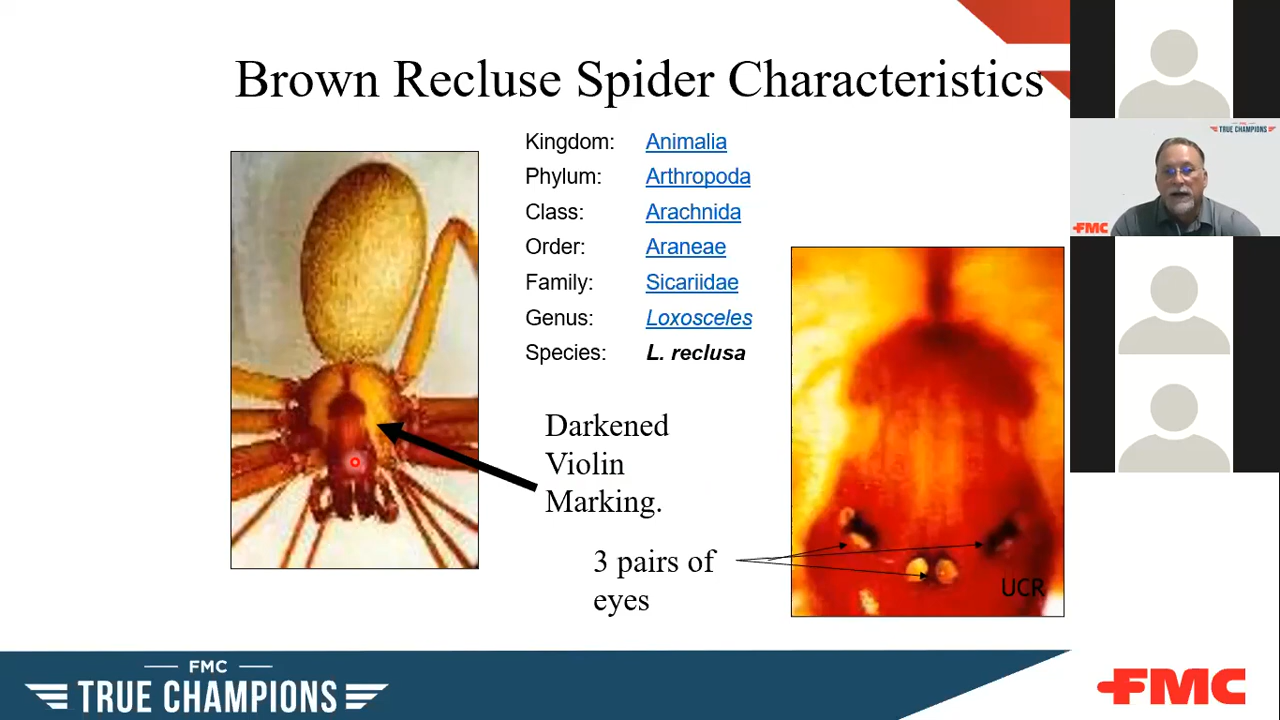 Brown Recluse Spider Characteristics
Kingdom: Animalia
Phylum: Arthropoda
Class: Arachnida
Order: Araneae
Family: Sicariidae
Genus: Loxosceles
Species: L. reclusa
Darkened
Violin
Marking.
3 pairs of
eyes
UCR
FMC
TRUE CHAMPIONS
FMC
TRUE CHAMPIONS
FMC